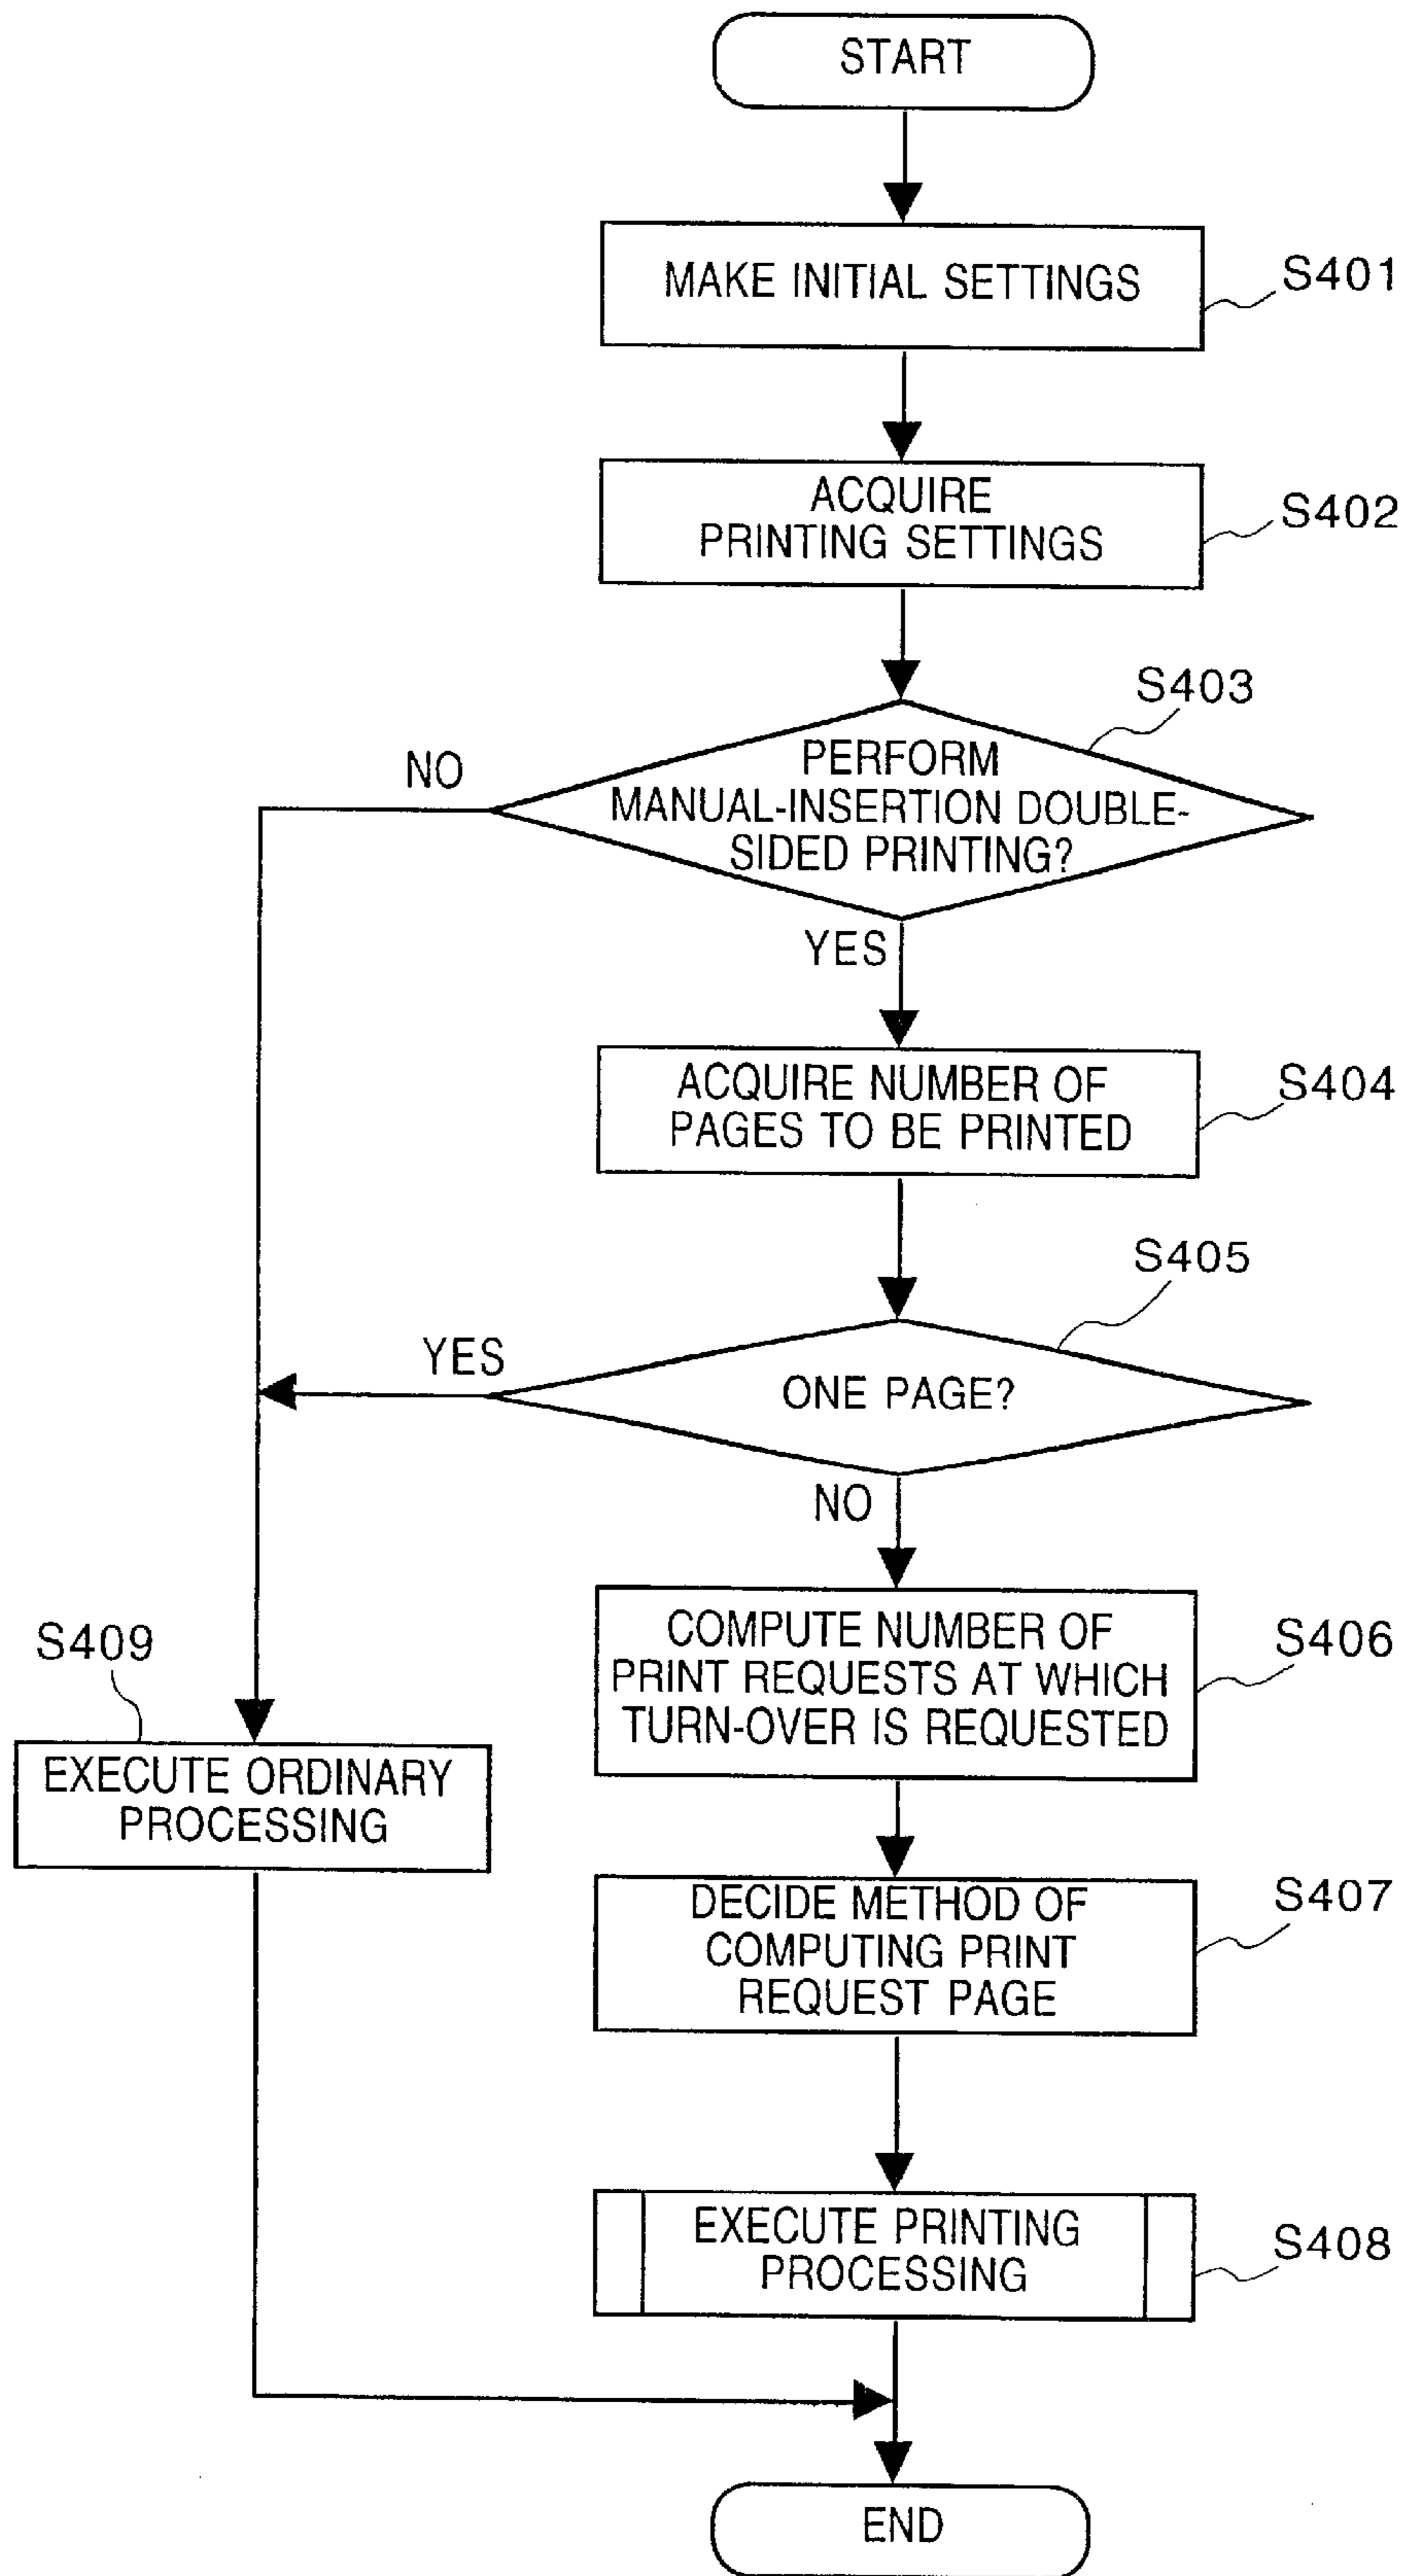 START
MAKE INITIAL SETTINGS
S401
ACQUIRE
PRINTING SETTINGS
S402
S403
PERFORM
MANUAL-INSERTION DOUBLE-
SIDED PRINTING?
NO
YES
ACQUIRE NUMBER OF
PAGES TO BE PRINTED
S404
S405
ONE PAGE?
YES
NO
COMPUTE NUMBER OF
PRINT REQUESTS AT WHICH
TURN-OVER IS REQUESTED
S406
S409
EXECUTE ORDINARY
PROCESSING
DECIDE METHOD OF
COMPUTING PRINT
REQUEST PAGE
S407
EXECUTE PRINTING
PROCESSING
S408
END